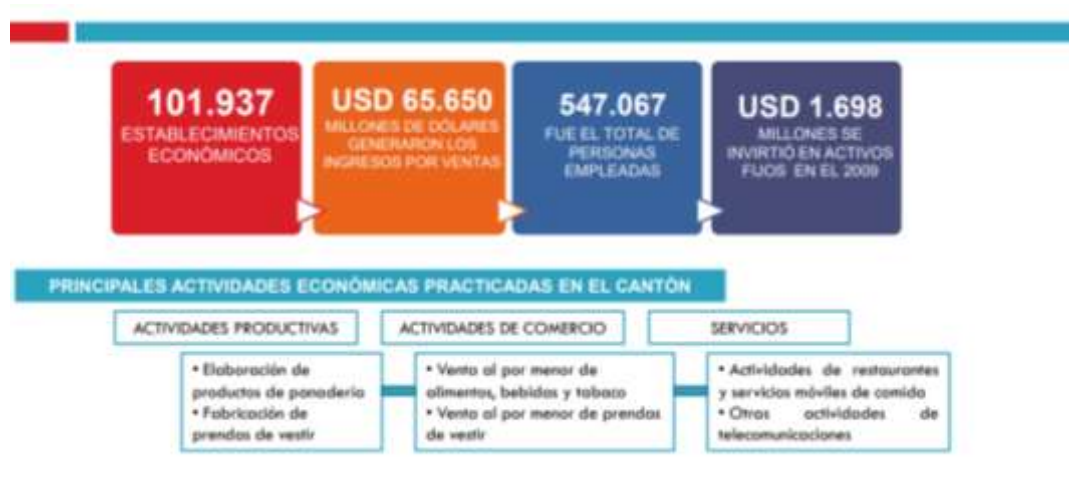 101.937
ESTABLECIMIENTOS
ECONÓMICOS
USD 65.650
MILLONES DE DÓLARES
GENERARON LOS
INGRESOS POR VENTAS
547.067
FUE EL TOTAL DE
PERSONAS
EMPLEADAS
USD 1.698
MILLONES SE
INVIRTIÓ EN ACTIVOS
FIJOS EN EL 2009
PRINCIPALES ACTIVIDADES ECONÓMICAS PRACTICADAS EN EL CANTÓN
ACTIVIDADES PRODUCTIVAS
• Elaboración de
productos de panadería
• Fabricación de
prendas de vestir
ACTIVIDADES DE COMERCIO
• Venta al por menor de
alimentos, bebidas y tabaco
• Venta al por menor de prendas
de vestir
SERVICIOS
• Actividades de restaurantes
y servicios móviles de comida
• Otras actividades de
telecomunicaciones